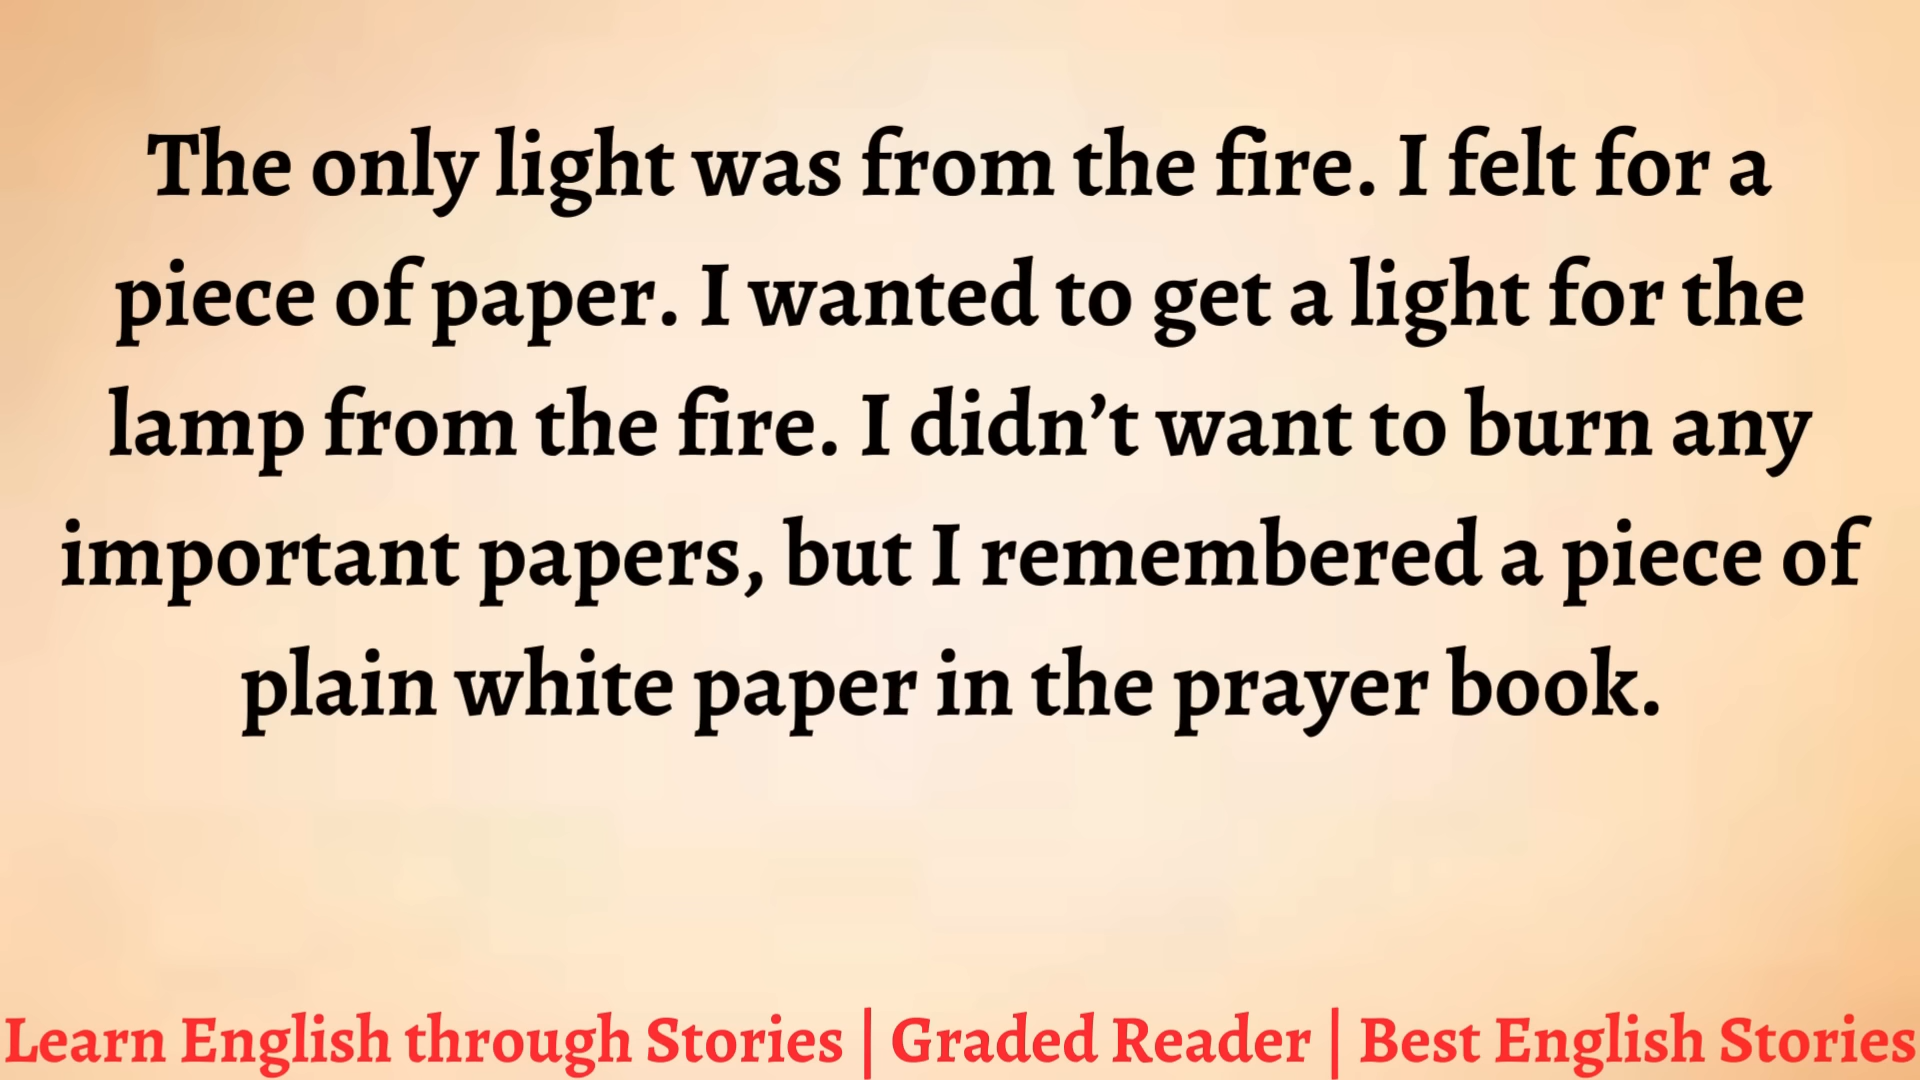 The only light was from the fire. I felt for a
piece of paper. I wanted to get a light for the
lamp from the fire. I didn’t want to burn any
important papers, but I remembered a piece of
plain white paper in the prayer book.
Learn English through Stories | Graded Reader | Best English Stories